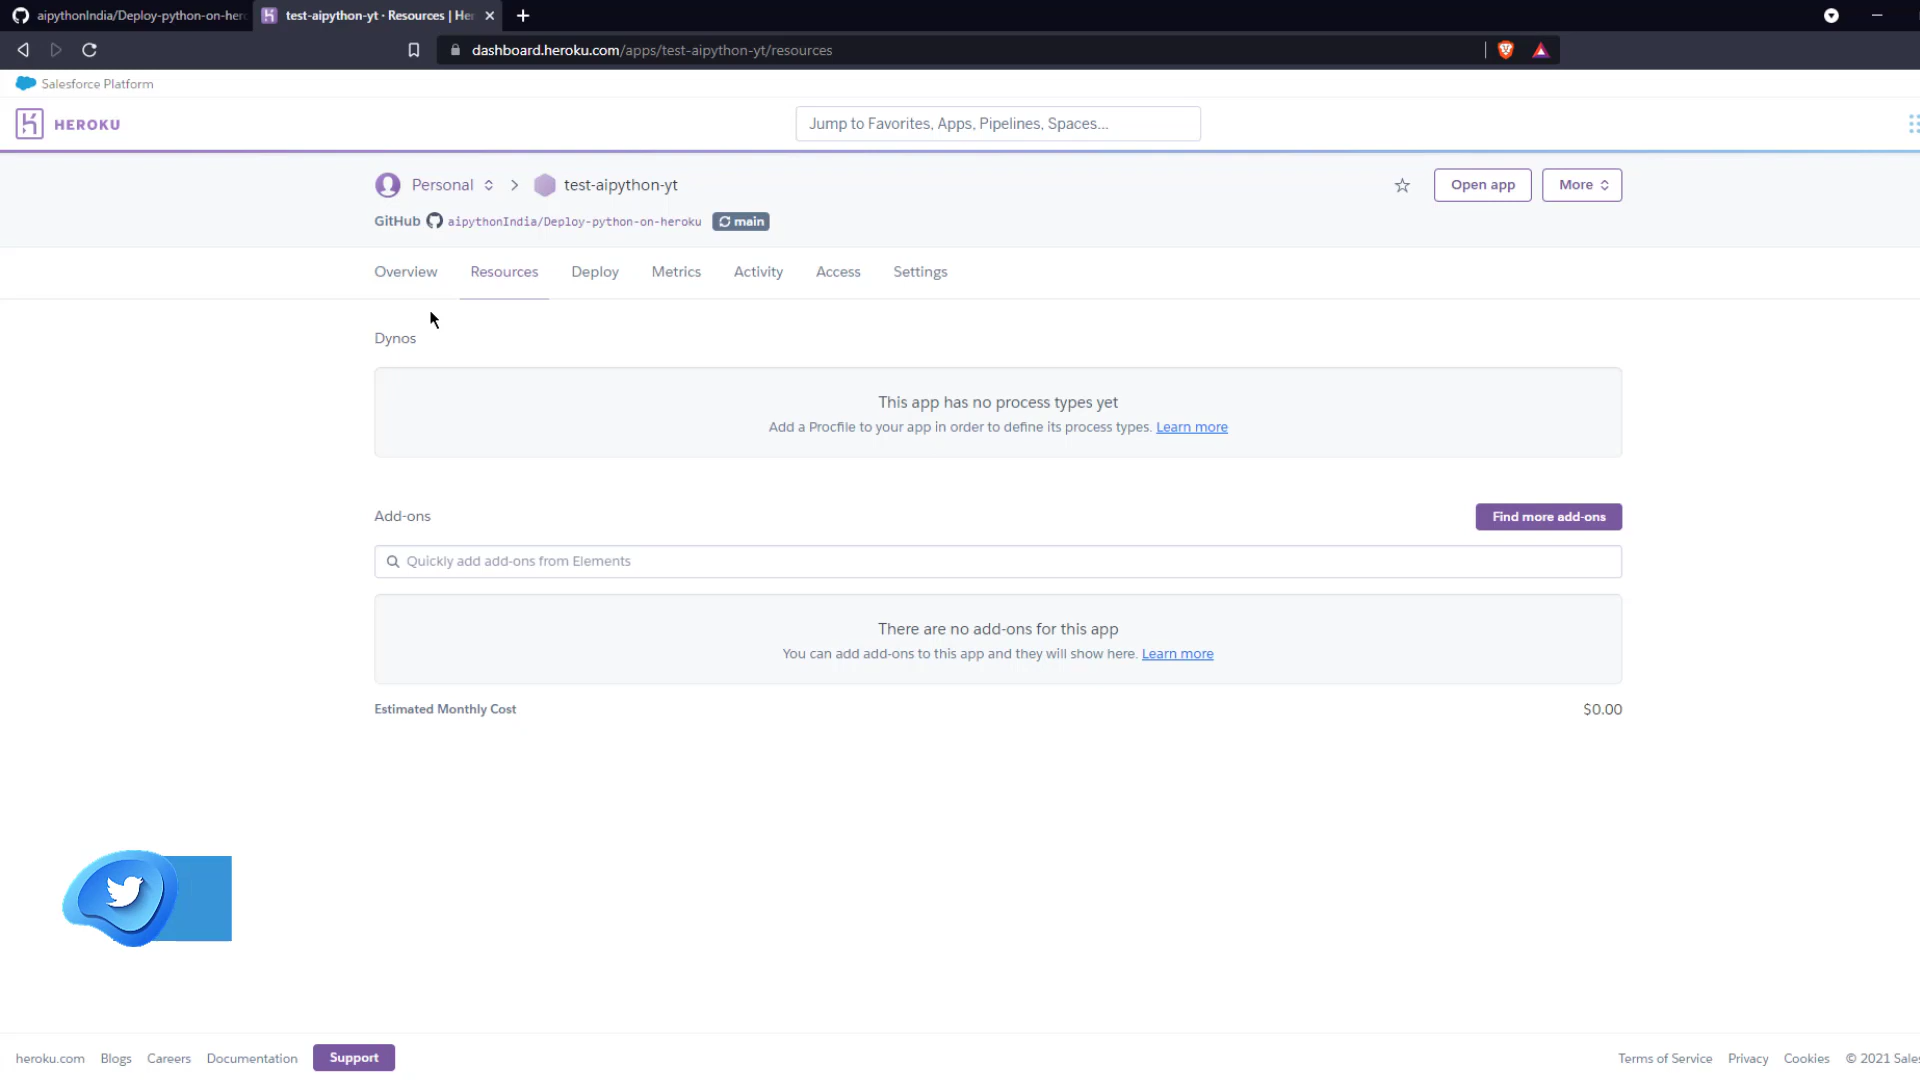 aipythonIndia/Deploy-python-on-hero
test-aipython-yt · Resources | He
dashboard.heroku.com/apps/test-aipython-yt/resources
Salesforce Platform
HEROKU
Jump to Favorites, Apps, Pipelines, Spaces...
Personal
test-aipython-yt
Open app
More
GitHub
aipythonIndia/Deploy-python-on-heroku
main
Overview
Resources
Deploy
Metrics
Activity
Access
Settings
Dynos
This app has no process types yet
Add a Procfile to your app in order to define its process types. Learn more
Add-ons
Find more add-ons
Quickly add add-ons from Elements
There are no add-ons for this app
You can add add-ons to this app and they will show here. Learn more
Estimated Monthly Cost
$0.00
heroku.com
Blogs
Careers
Documentation
Support
Terms of Service
Privacy
Cookies
© 2021 Sales